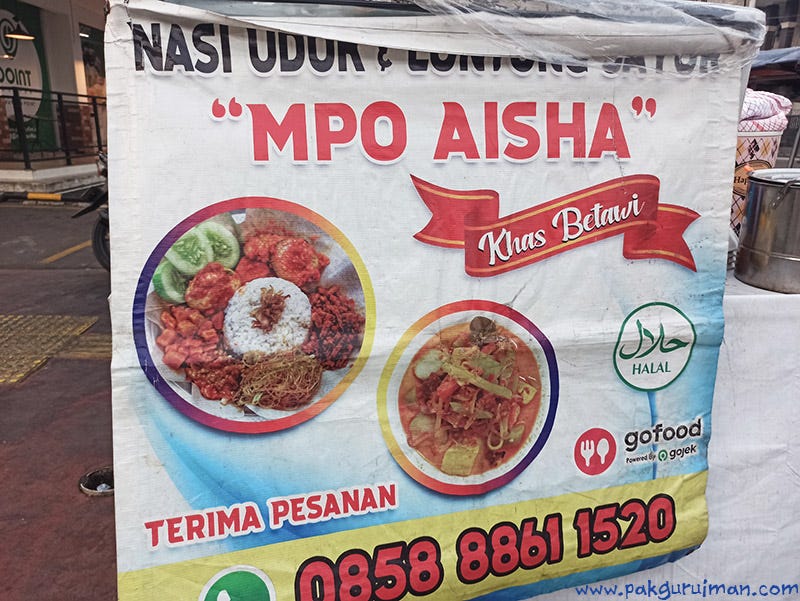 NASI UDUK & LONTONG SAYUR
"MPO AISHA"
Khas Betawi
حلال
HALAL
gofood
Powered By gojek
TERIMA PESANAN
0858 8861 1520
POINT
www.pakguruiman.com